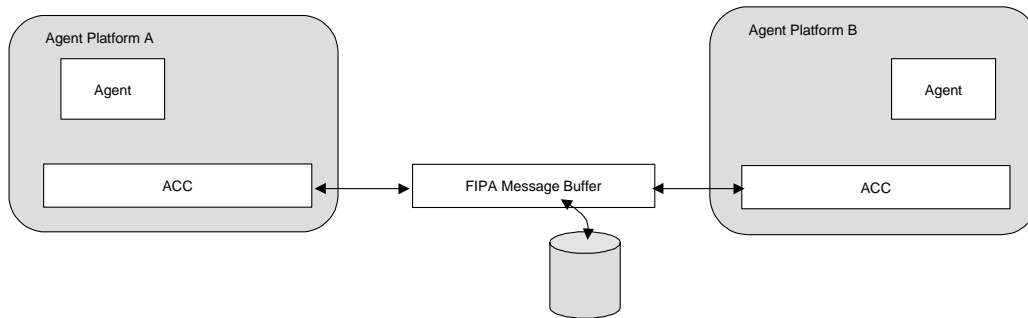 Agent Platform A
Agent Platform B
Agent
Agent
ACC
FIPA Message Buffer
ACC